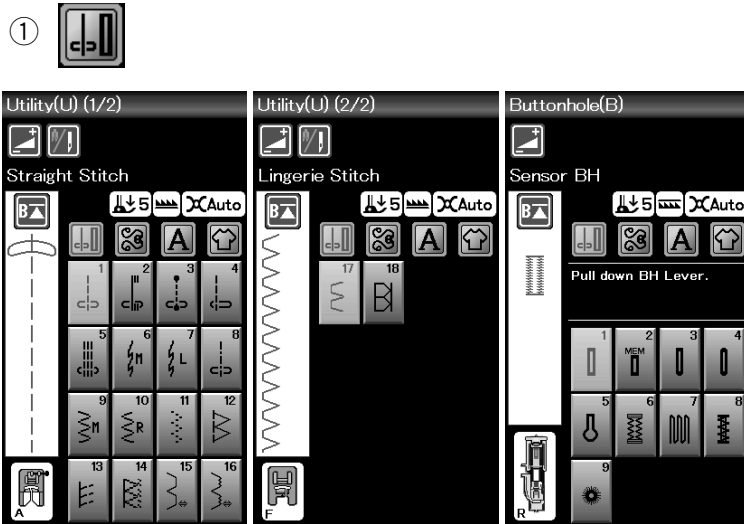 ①
Utility(U) (1/2)
Straight Stitch
B
5 Auto
A
1 2 3 4
5 6 M 7 L 8
9 M 10 R 11 12
13 14 15 16
A
Utility(U) (2/2)
Lingerie Stitch
B
5 Auto
A
17 18
F
Buttonhole(B)
Sensor BH
B
5 Auto
A
Pull down BH Lever.
1 2 MEM 3 4
5 6 7 8
9
R